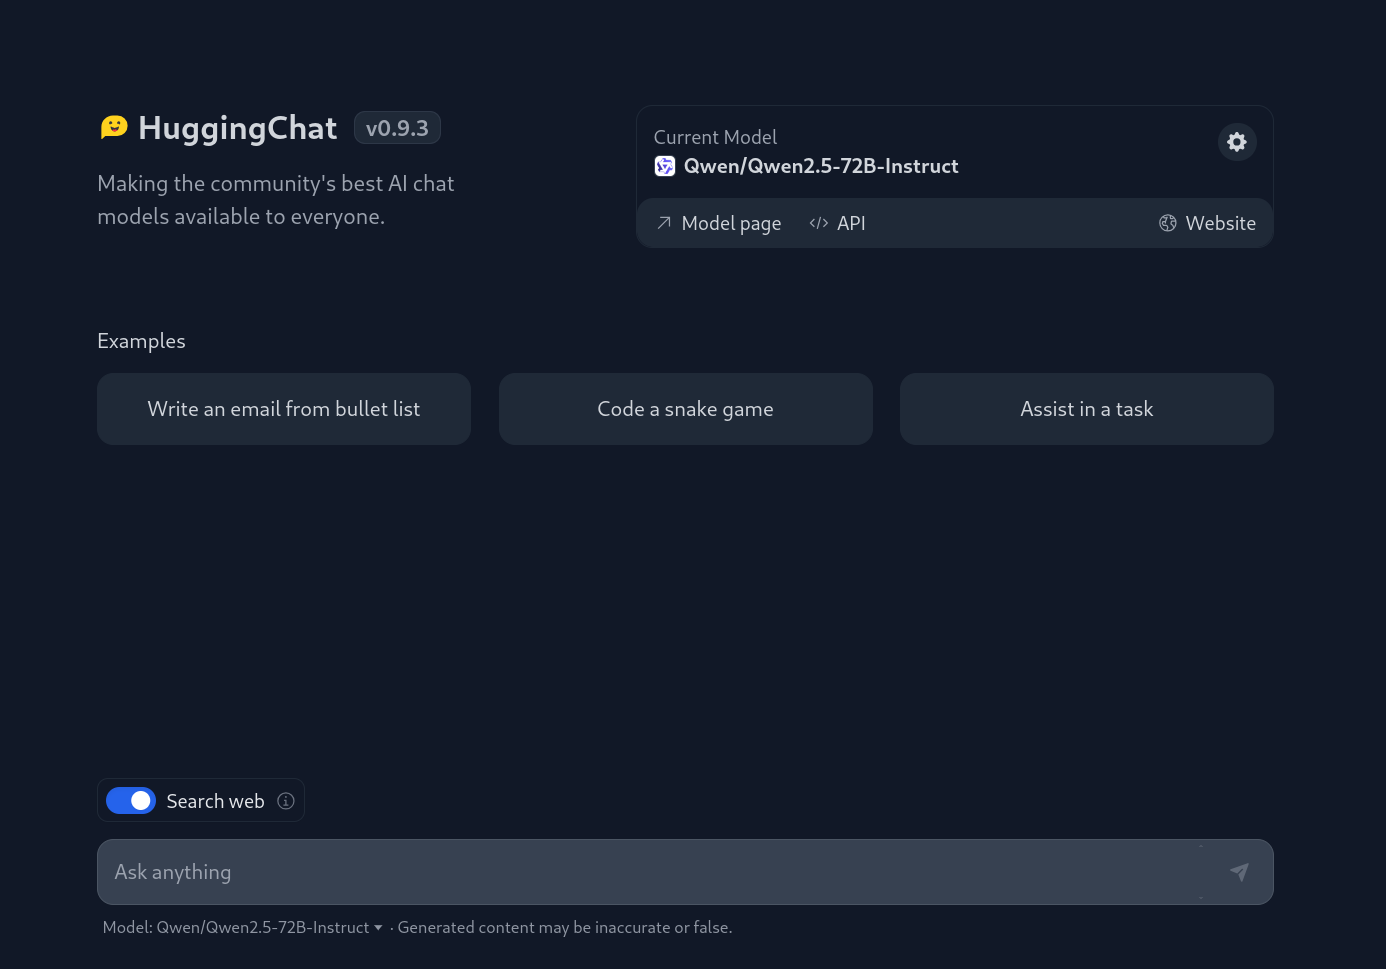 HuggingChat v0.9.3
Making the community's best AI chat
models available to everyone.
Current Model
Qwen/Qwen2.5-72B-Instruct
Model page </> API Website
Examples
Write an email from bullet list
Code a snake game
Assist in a task
Search web
Ask anything
Model: Qwen/Qwen2.5-72B-Instruct · Generated content may be inaccurate or false.